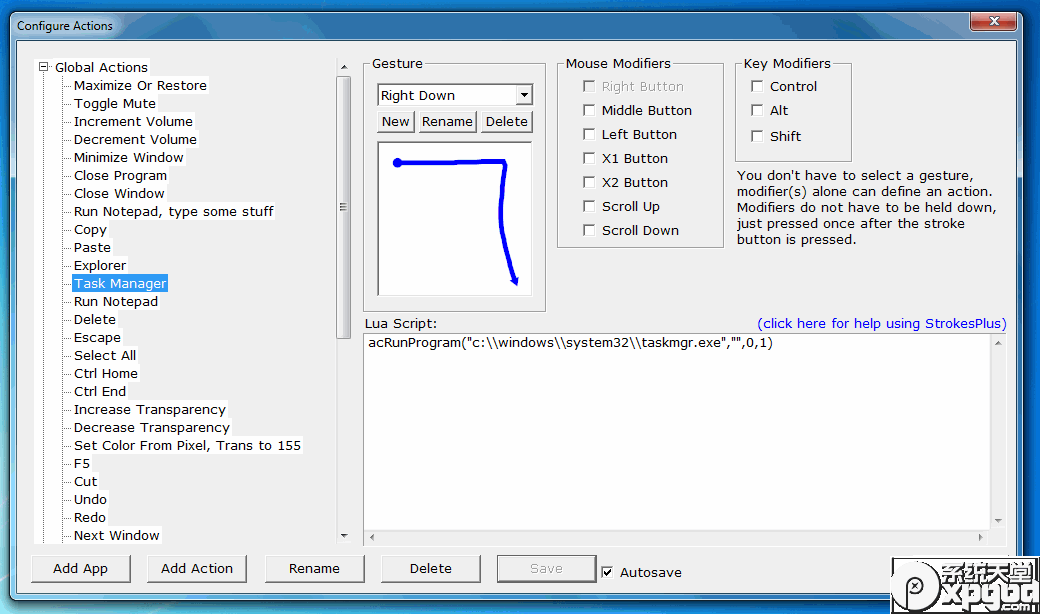 Configure Actions
Global Actions
Maximize Or Restore
Toggle Mute
Increment Volume
Decrement Volume
Minimize Window
Close Program
Close Window
Run Notepad, type some stuff
Copy
Paste
Explorer
Task Manager
Run Notepad
Delete
Escape
Select All
Ctrl Home
Ctrl End
Increase Transparency
Decrease Transparency
Set Color From Pixel, Trans to 155
F5
Cut
Undo
Redo
Next Window
Gesture
Right Down
New Rename Delete
Mouse Modifiers
Right Button
Middle Button
Left Button
X1 Button
X2 Button
Scroll Up
Scroll Down
Key Modifiers
Control
Alt
Shift
You don't have to select a gesture,
modifier(s) alone can define an action.
Modifiers do not have to be held down,
just pressed once after the stroke
button is pressed.
Lua Script:
(click here for help using StrokesPlus)
acRunProgram("c:\\windows\\system32\\taskmgr.exe","",0,1)
Add App Add Action Rename Delete Save Autosave
系统天堂
xpgod
.com